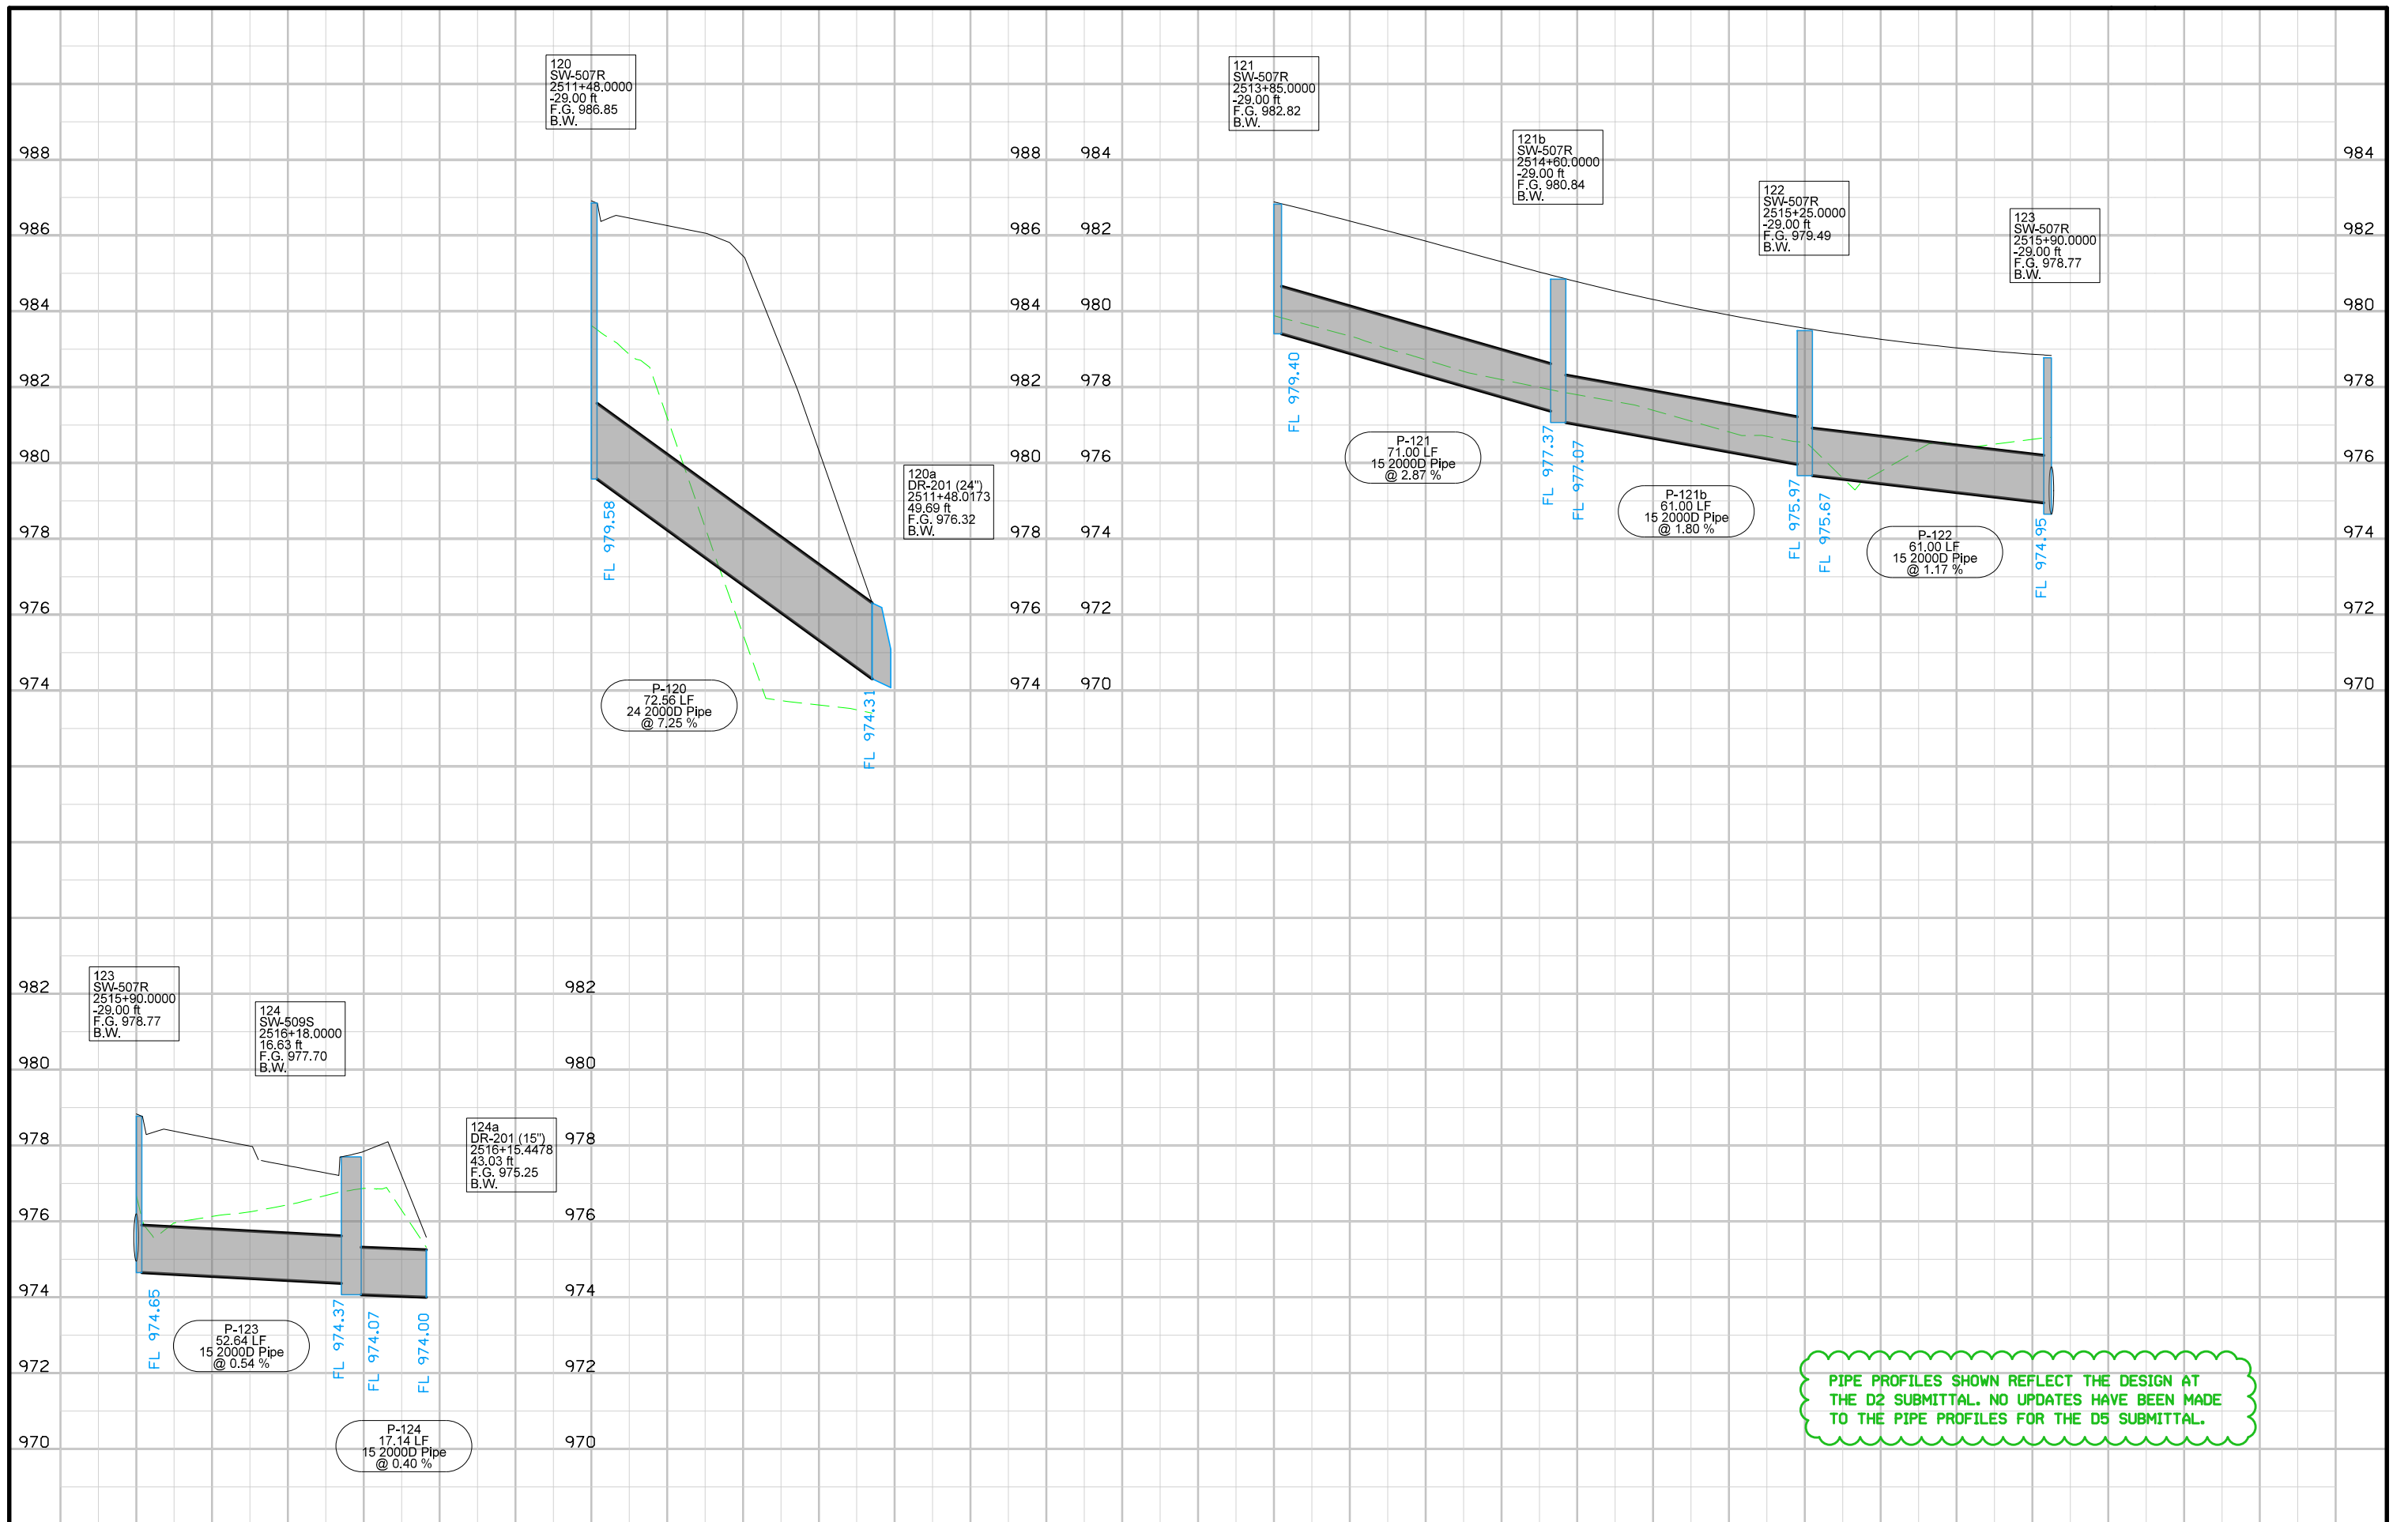 120
SW-507R
2511+48.0000
-29.00 ft
F.G. 986.85
B.W.
121
SW-507R
2513+85.0000
-29.00 ft
F.G. 982.82
B.W.
121b
SW-507R
2514+60.0000
-29.00 ft
F.G. 980.84
B.W.
122
SW-507R
2515+25.0000
-29.00 ft
F.G. 979.49
B.W.
123
SW-507R
2515+90.0000
-29.00 ft
F.G. 978.77
B.W.
988
986
984
982
980
978
976
974
988
986
984
982
980
978
976
974
984
982
980
978
976
974
972
970
984
982
980
978
976
974
972
970
120a
DR-201 (24")
2511+48.0173
49.69 ft
F.G. 976.32
B.W.
FL 979.58
FL 974.31
P-120
72.56 LF
24 2000D Pipe
@ 7.25 %
FL 979.40
P-121
71.00 LF
15 2000D Pipe
@ 2.87 %
FL 977.37
FL 977.07
P-121b
61.00 LF
15 2000D Pipe
@ 1.80 %
FL 975.97
FL 975.67
P-122
61.00 LF
15 2000D Pipe
@ 1.17 %
FL 974.95
982
980
978
976
974
972
970
123
SW-507R
2515+90.0000
-29.00 ft
F.G. 978.77
B.W.
124
SW-509S
2516+18.0000
16.63 ft
F.G. 977.70
B.W.
124a
DR-201 (15")
2516+15.4478
43.03 ft
F.G. 975.25
B.W.
982
980
978
976
974
972
970
FL 974.65
P-123
52.64 LF
15 2000D Pipe
@ 0.54 %
FL 974.37
FL 974.07
FL 974.00
P-124
17.14 LF
15 2000D Pipe
@ 0.40 %
PIPE PROFILES SHOWN REFLECT THE DESIGN AT
THE D2 SUBMITTAL. NO UPDATES HAVE BEEN MADE
TO THE PIPE PROFILES FOR THE D5 SUBMITTAL.